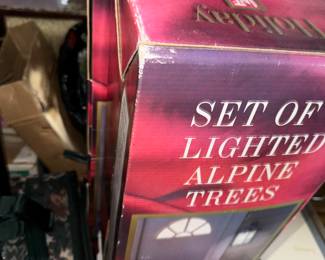 Holiday
SET OF
LIGHTED
ALPINE
TREES